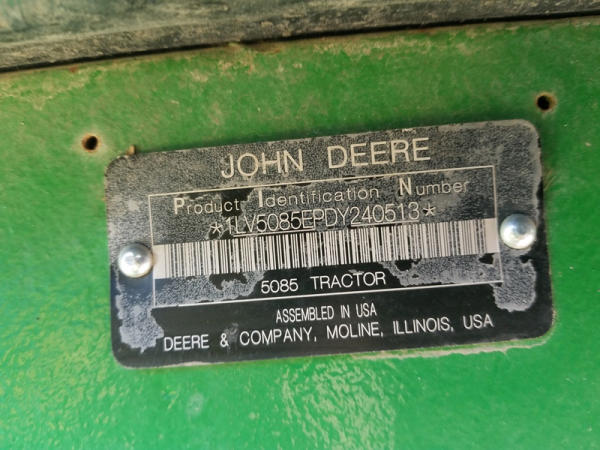 JOHN DEERE
Product Identification Number
*1LV5085EPDY240513*
5085 TRACTOR
ASSEMBLED IN USA
DEERE & COMPANY, MOLINE, ILLINOIS, USA